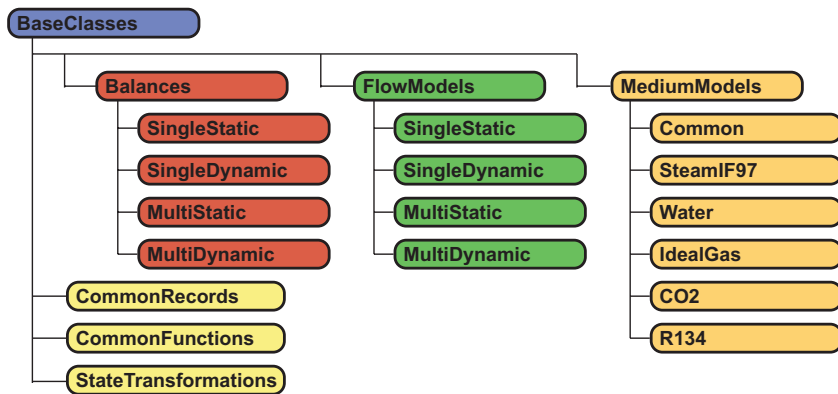 BaseClasses
Balances
SingleStatic
SingleDynamic
MultiStatic
MultiDynamic
FlowModels
SingleStatic
SingleDynamic
MultiStatic
MultiDynamic
MediumModels
Common
SteamIF97
Water
IdealGas
CO2
R134
CommonRecords
CommonFunctions
StateTransformations